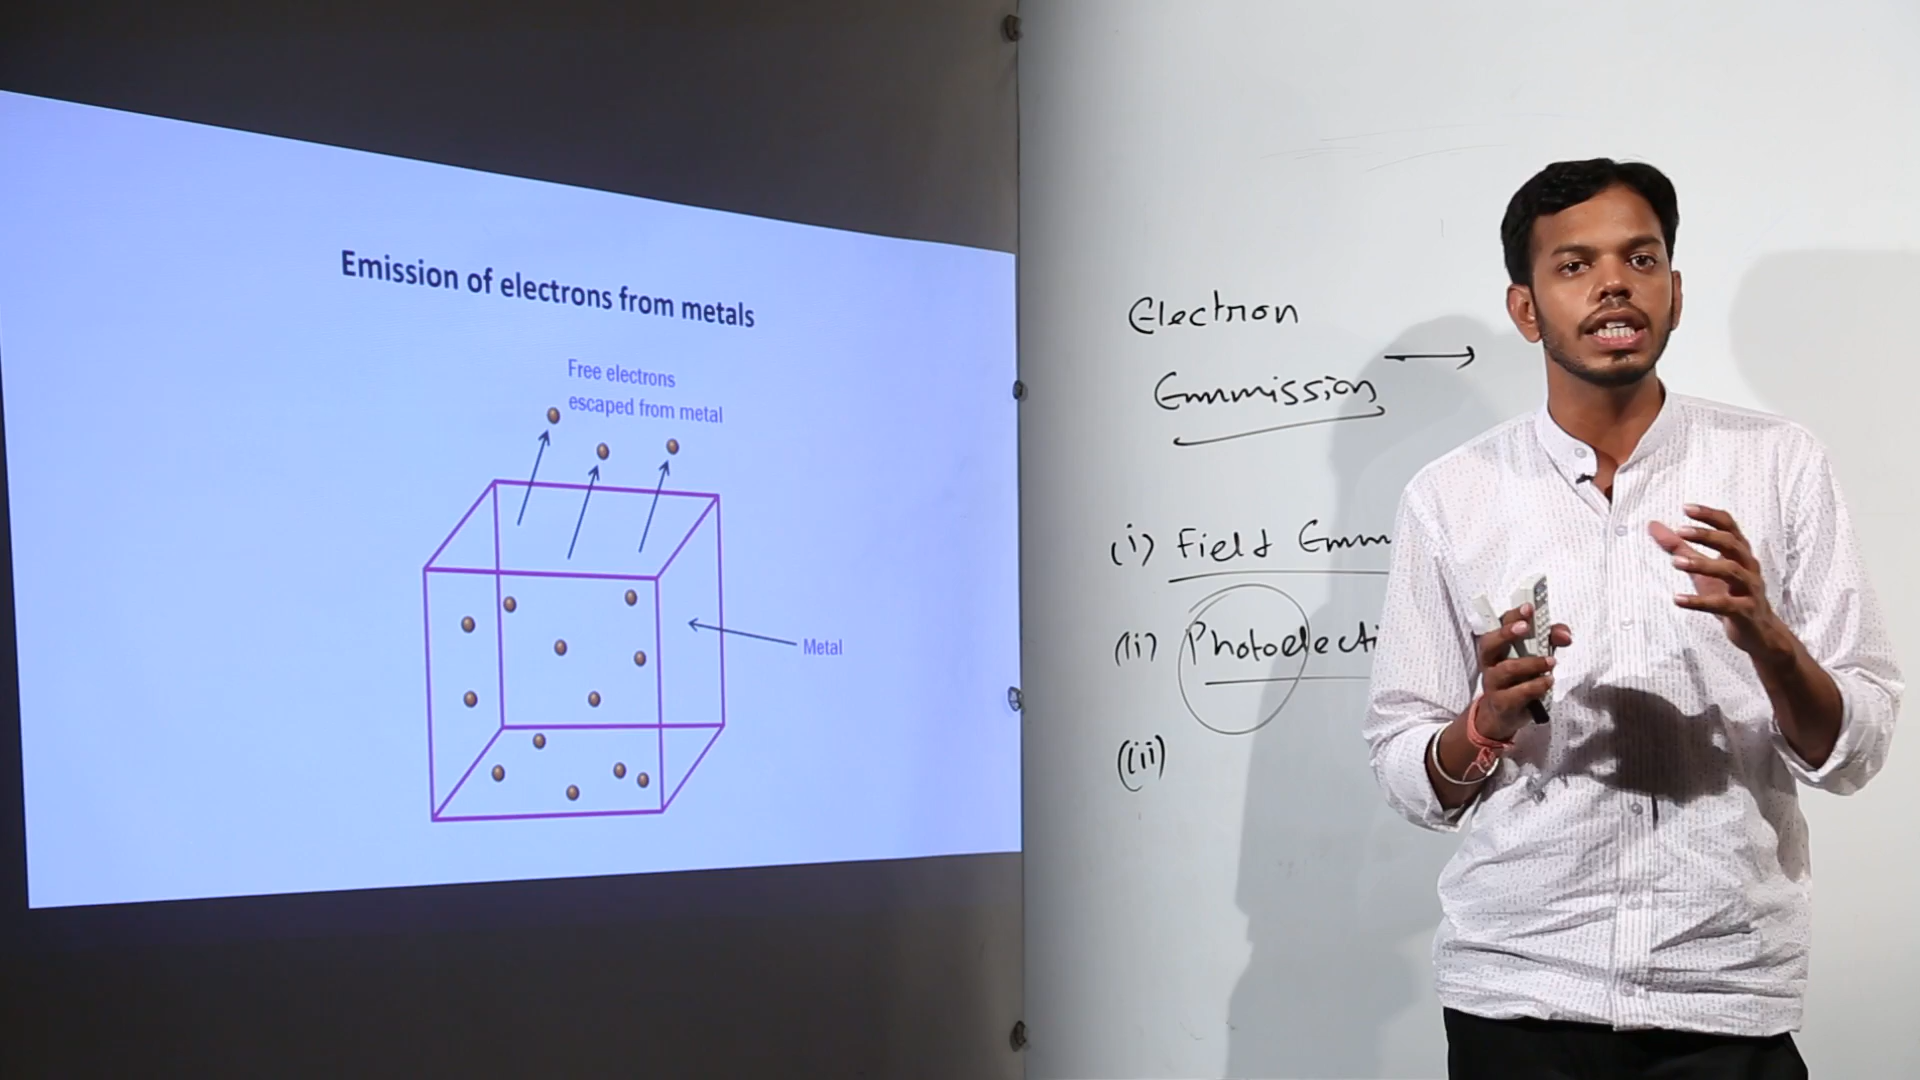 Emission of electrons from metals
Free electrons
escaped from metal
Metal
Electron
Emmission
(i) Field Emm
(ii) Photoelecti
(iii)